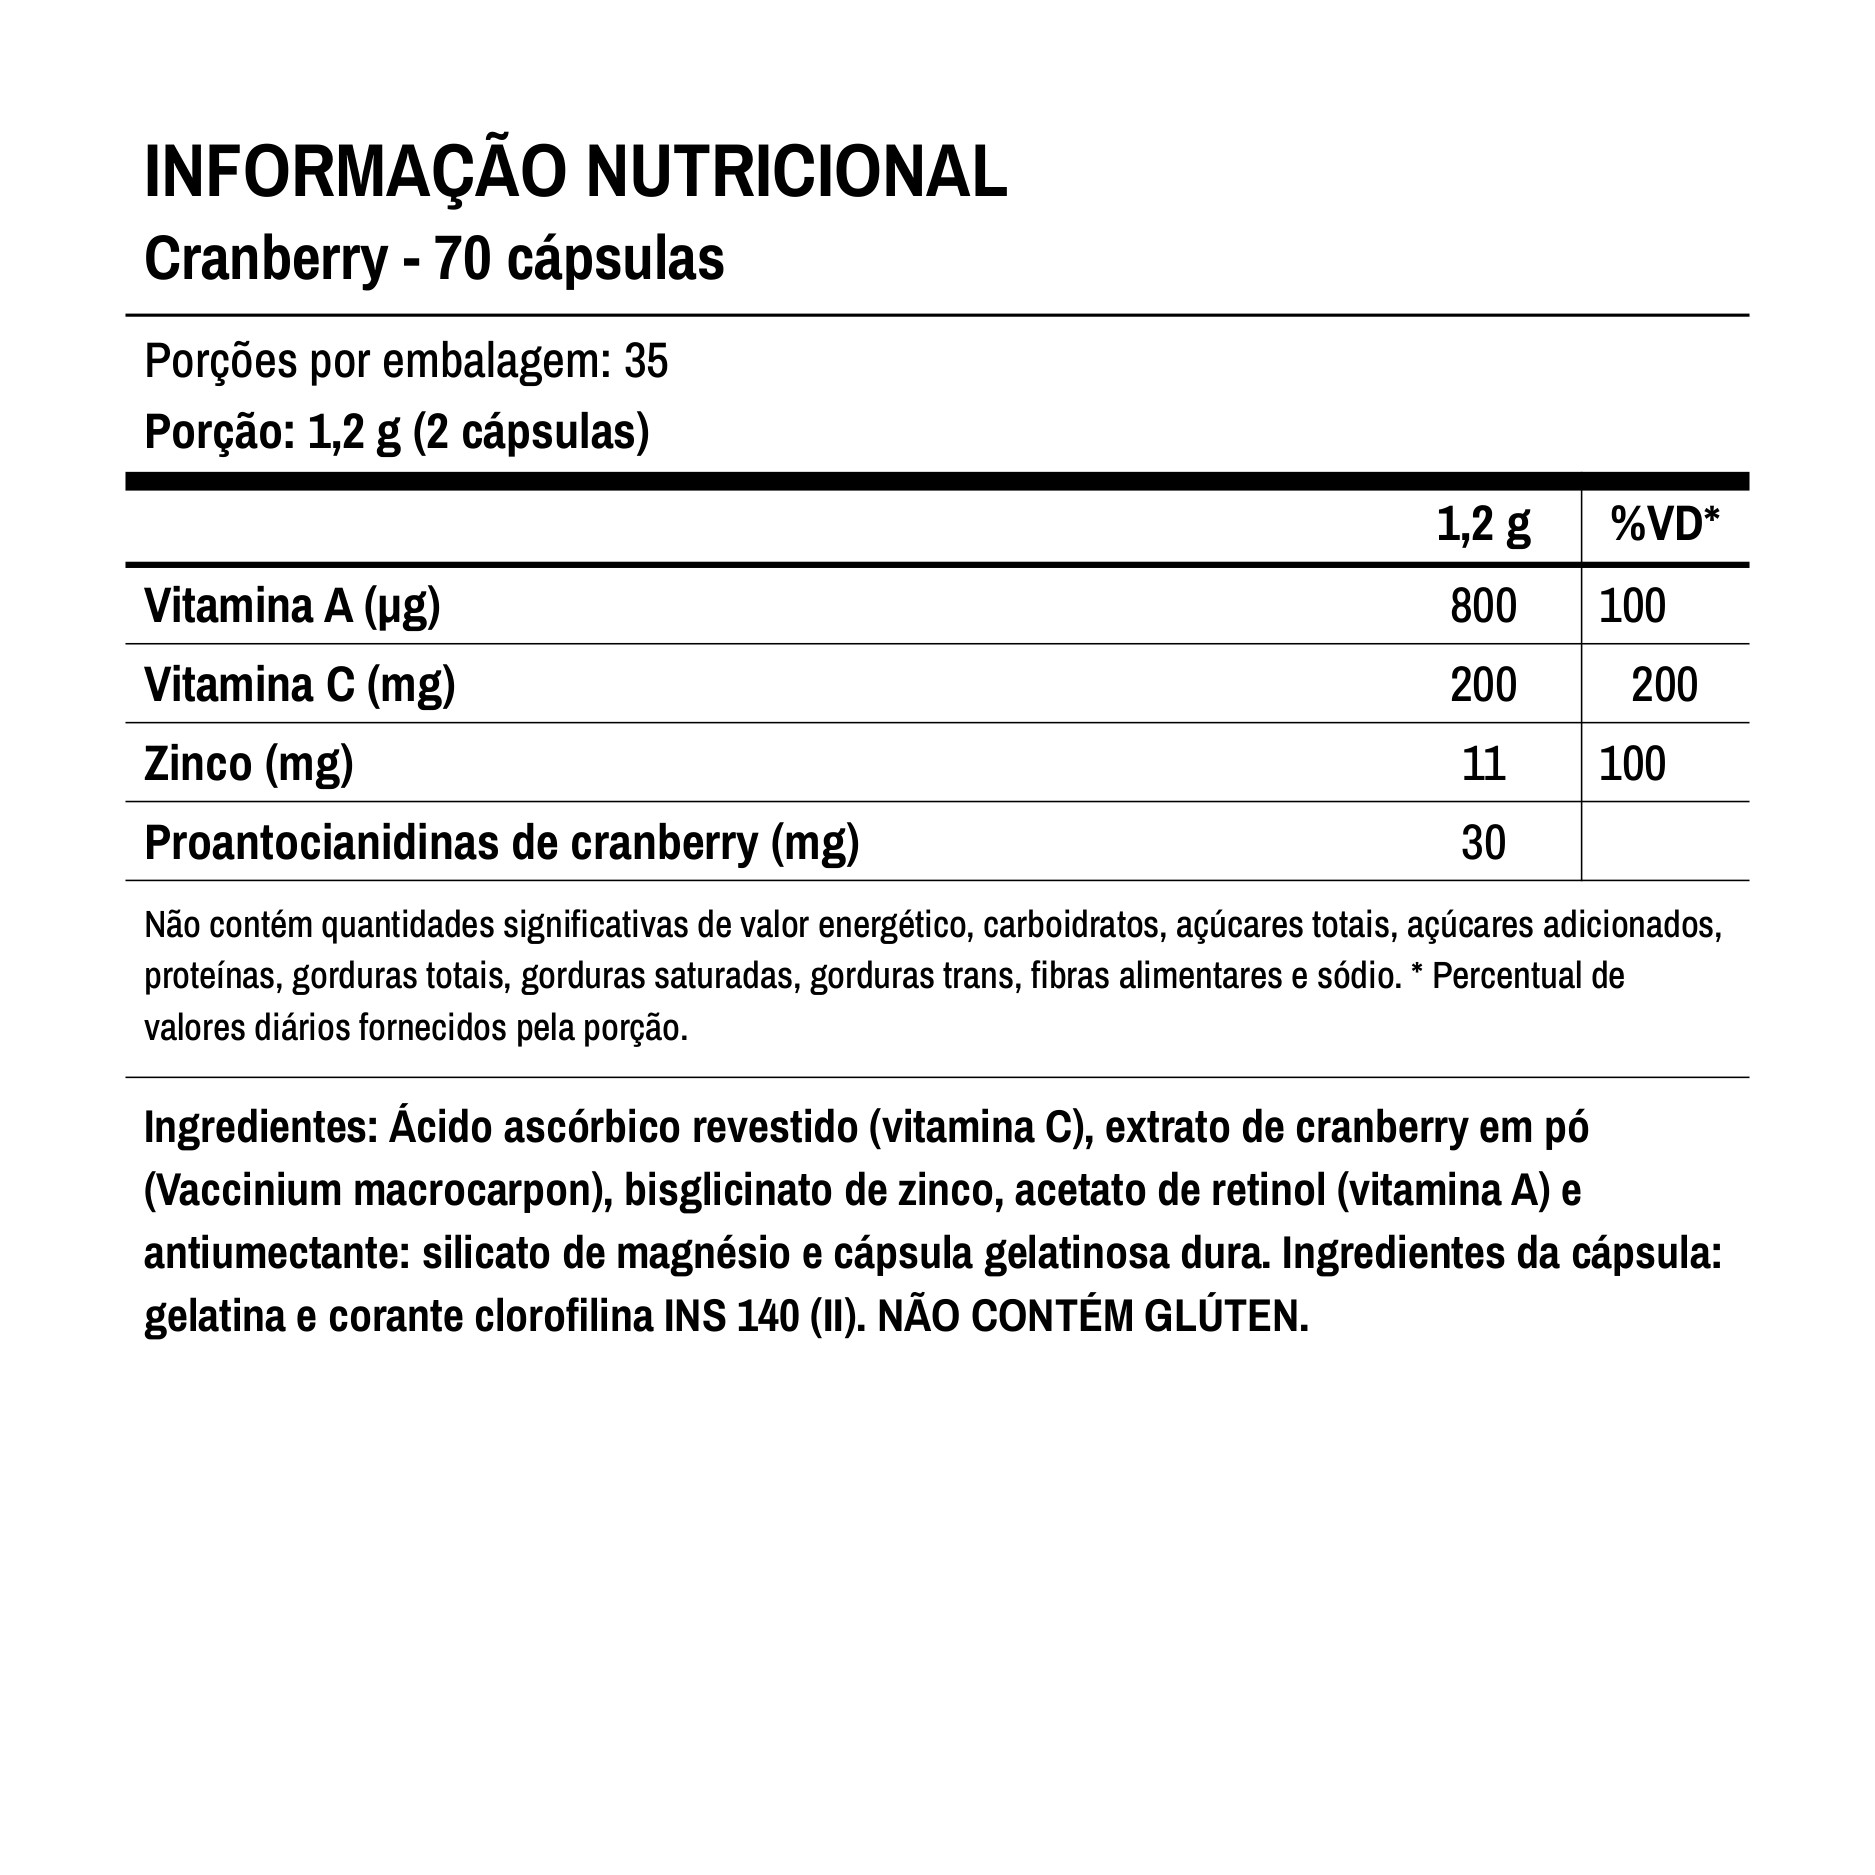 INFORMAÇÃO NUTRICIONAL
Cranberry - 70 cápsulas
Porções por embalagem: 35
Porção: 1,2 g (2 cápsulas)
1,2 g %VD*
Vitamina A (µg) 800 100
Vitamina C (mg) 200 200
Zinco (mg) 11 100
Proantocianidinas de cranberry (mg) 30
Não contém quantidades significativas de valor energético, carboidratos, açúcares totais, açúcares adicionados,
proteínas, gorduras totais, gorduras saturadas, gorduras trans, fibras alimentares e sódio. * Percentual de
valores diários fornecidos pela porção.
Ingredientes: Ácido ascórbico revestido (vitamina C), extrato de cranberry em pó
(Vaccinium macrocarpon), bisglicinato de zinco, acetato de retinol (vitamina A) e
antiumectante: silicato de magnésio e cápsula gelatinosa dura. Ingredientes da cápsula:
gelatina e corante clorofilina INS 140 (II). NÃO CONTÉM GLÚTEN.